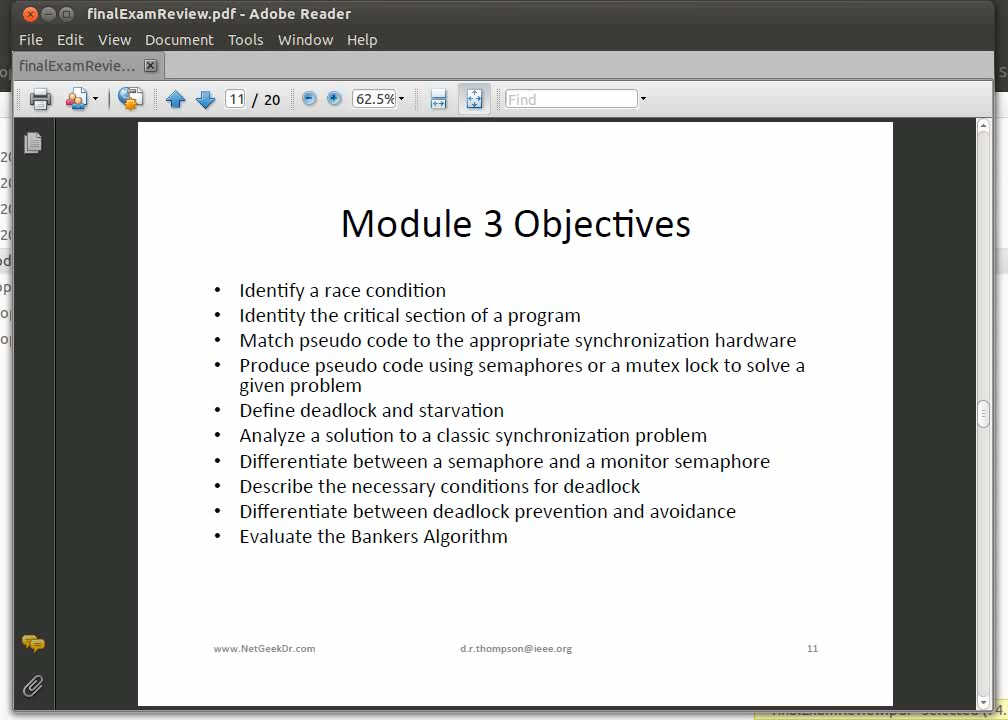 finalExamReview.pdf - Adobe Reader
File Edit View Document Tools Window Help
finalExamRevie...
11 / 20 62.5% Find
Module 3 Objectives
• Identify a race condition
• Identity the critical section of a program
• Match pseudo code to the appropriate synchronization hardware
• Produce pseudo code using semaphores or a mutex lock to solve a
given problem
• Define deadlock and starvation
• Analyze a solution to a classic synchronization problem
• Differentiate between a semaphore and a monitor semaphore
• Describe the necessary conditions for deadlock
• Differentiate between deadlock prevention and avoidance
• Evaluate the Bankers Algorithm
www.NetGeekDr.com d.r.thompson@ieee.org 11